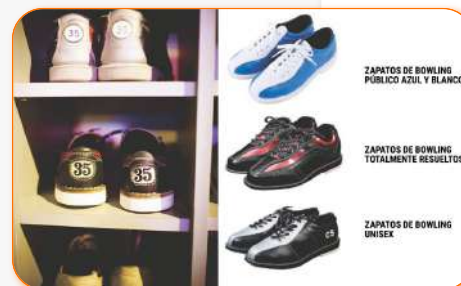 35
35
35
35
ZAPATOS DE BOWLING
PÚBLICO AZUL Y BLANCO
ZAPATOS DE BOWLING
TOTALMENTE RESUELTOS
ZAPATOS DE BOWLING
UNISEX